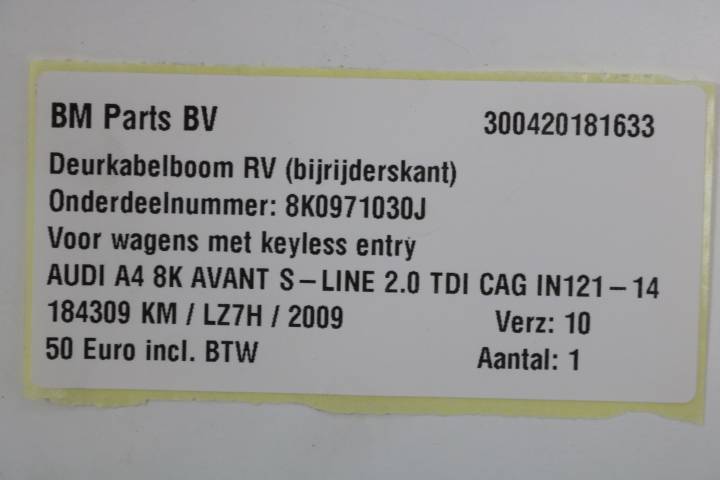 BM Parts BV 300420181633
Deurkabelboom RV (bijrijderskant)
Onderdeelnummer: 8K0971030J
Voor wagens met keyless entry
AUDI A4 8K AVANT S-LINE 2.0 TDI CAG IN121-14
184309 KM / LZ7H / 2009 Verz: 10
50 Euro incl. BTW Aantal: 1